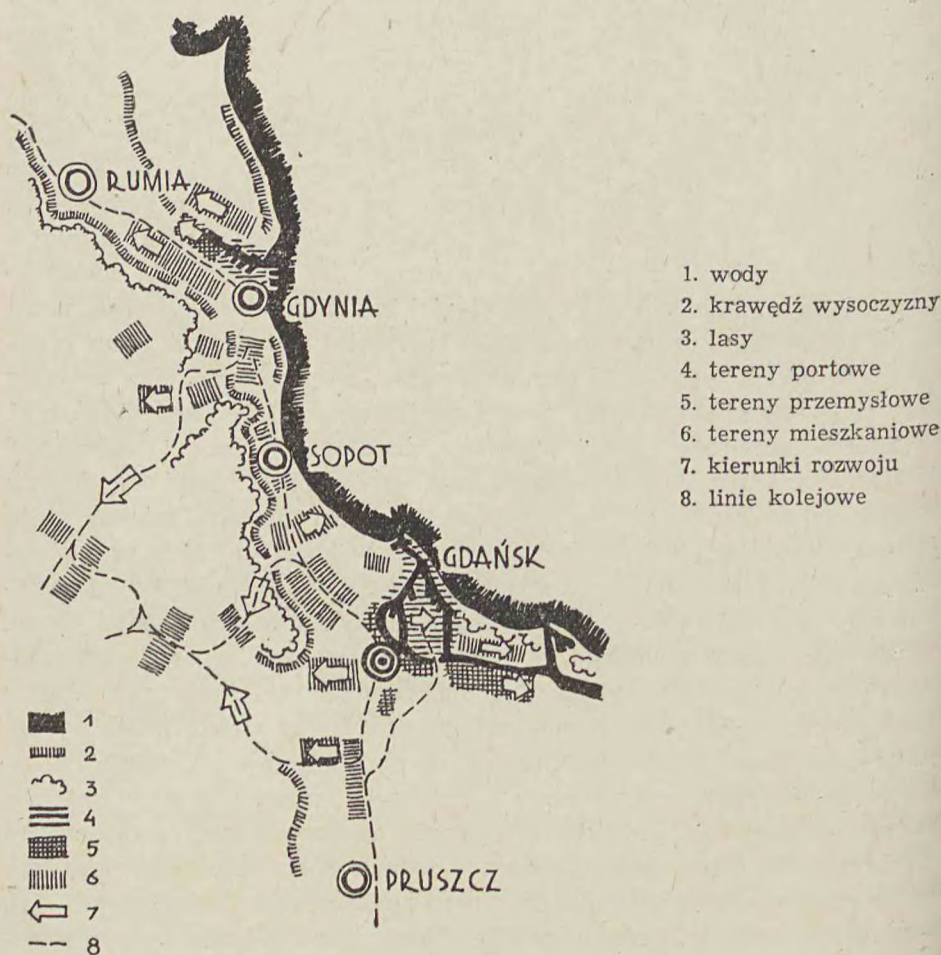 RUMIA
GDYNIA
SOPOT
GDAŃSK
PRUSZCZ
1
2
3
4
5
6
7
8
1. wody
2. krawędź wysoczyzny
3. lasy
4. tereny portowe
5. tereny przemysłowe
6. tereny mieszkaniowe
7. kierunki rozwoju
8. linie kolejowe